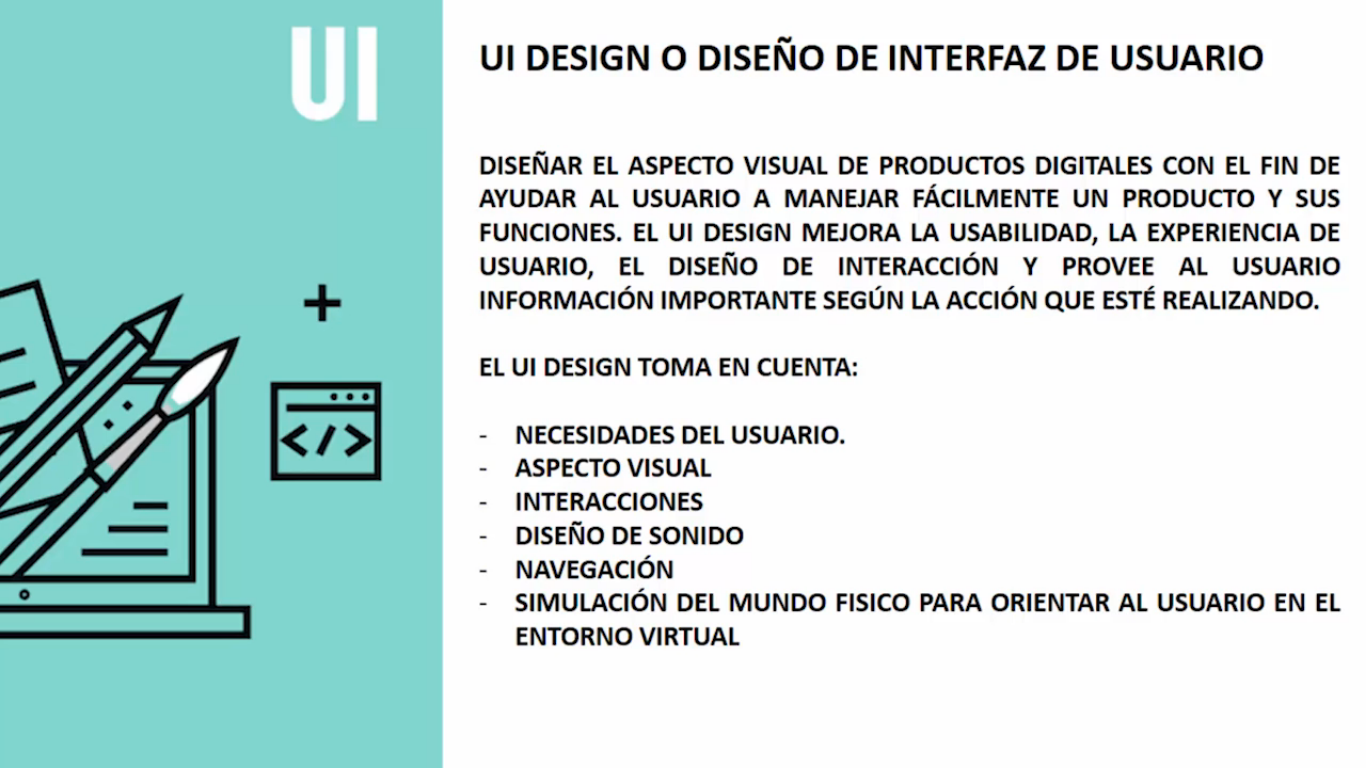 UI
UI DESIGN O DISEÑO DE INTERFAZ DE USUARIO
DISEÑAR EL ASPECTO VISUAL DE PRODUCTOS DIGITALES CON EL FIN DE
AYUDAR AL USUARIO A MANEJAR FÁCILMENTE UN PRODUCTO Y SUS
FUNCIONES. EL UI DESIGN MEJORA LA USABILIDAD, LA EXPERIENCIA DE
USUARIO, EL DISEÑO DE INTERACCIÓN Y PROVEE AL USUARIO
INFORMACIÓN IMPORTANTE SEGÚN LA ACCIÓN QUE ESTÉ REALIZANDO.
EL UI DESIGN TOMA EN CUENTA:
- NECESIDADES DEL USUARIO.
- ASPECTO VISUAL
- INTERACCIONES
- DISEÑO DE SONIDO
- NAVEGACIÓN
- SIMULACIÓN DEL MUNDO FISICO PARA ORIENTAR AL USUARIO EN EL
ENTORNO VIRTUAL